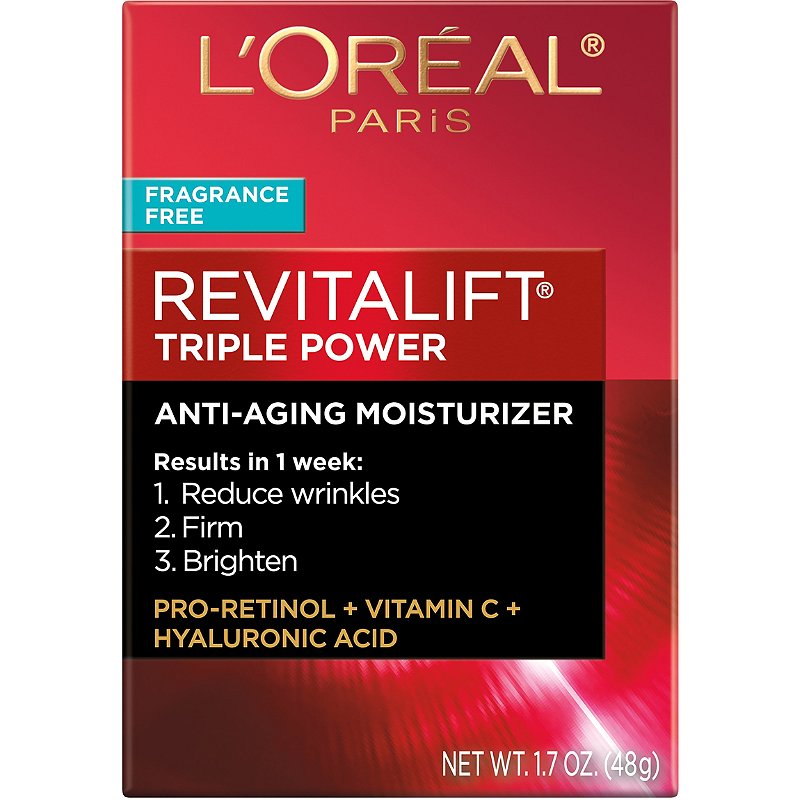 L'ORÉAL®
PARiS
FRAGRANCE
FREE
REVITALIFT®
TRIPLE POWER
ANTI-AGING MOISTURIZER
Results in 1 week:
1. Reduce wrinkles
2. Firm
3. Brighten
PRO-RETINOL + VITAMIN C +
HYALURONIC ACID
NET WT. 1.7 OZ. (48g)